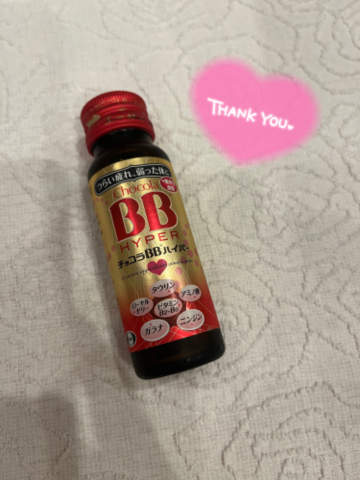 THANK YOU
つらい疲れ、弱った体に
Chocola
BB
HYPER
チョコラBBハイパー
タウリン
ローヤル
ゼリー
アミノ酸
ビタミン
B2・B6
ガラナ
ニンジン